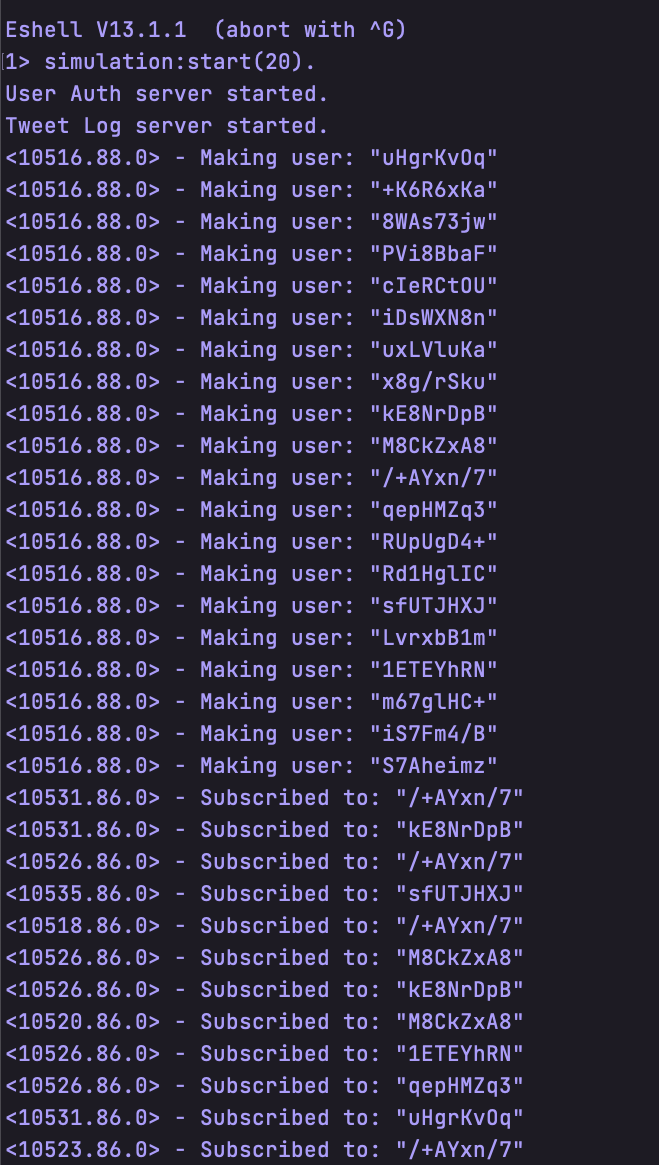 Eshell V13.1.1  (abort with ^G)
1> simulation:start(20).
User Auth server started.
Tweet Log server started.
<10516.88.0> - Making user: "uHgrKvOq"
<10516.88.0> - Making user: "+K6R6xKa"
<10516.88.0> - Making user: "8WAs73jw"
<10516.88.0> - Making user: "PVi8BbaF"
<10516.88.0> - Making user: "cIeRCtOU"
<10516.88.0> - Making user: "iDsWXN8n"
<10516.88.0> - Making user: "uxLVluKa"
<10516.88.0> - Making user: "x8g/rSku"
<10516.88.0> - Making user: "kE8NrDpB"
<10516.88.0> - Making user: "M8CkZxA8"
<10516.88.0> - Making user: "/+AYxn/7"
<10516.88.0> - Making user: "qepHMZq3"
<10516.88.0> - Making user: "RUpUgD4+"
<10516.88.0> - Making user: "Rd1HglIC"
<10516.88.0> - Making user: "sfUTJHXJ"
<10516.88.0> - Making user: "LvrxbB1m"
<10516.88.0> - Making user: "1ETEYhRN"
<10516.88.0> - Making user: "m67glHC+"
<10516.88.0> - Making user: "iS7Fm4/B"
<10516.88.0> - Making user: "S7Aheimz"
<10531.86.0> - Subscribed to: "/+AYxn/7"
<10531.86.0> - Subscribed to: "kE8NrDpB"
<10526.86.0> - Subscribed to: "/+AYxn/7"
<10535.86.0> - Subscribed to: "sfUTJHXJ"
<10518.86.0> - Subscribed to: "/+AYxn/7"
<10526.86.0> - Subscribed to: "M8CkZxA8"
<10526.86.0> - Subscribed to: "kE8NrDpB"
<10520.86.0> - Subscribed to: "M8CkZxA8"
<10526.86.0> - Subscribed to: "1ETEYhRN"
<10526.86.0> - Subscribed to: "qepHMZq3"
<10531.86.0> - Subscribed to: "uHgrKvOq"
<10523.86.0> - Subscribed to: "/+AYxn/7"